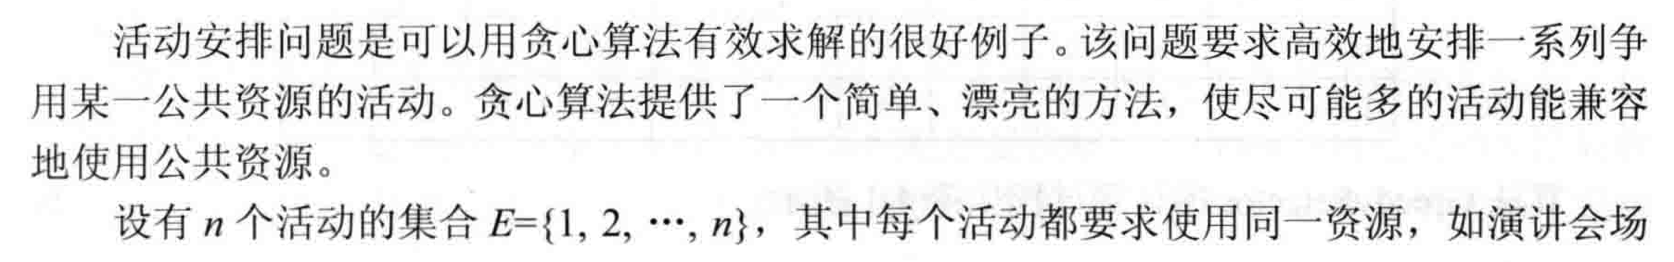 活动安排问题是可以用贪心算法有效求解的很好例子。该问题要求高效地安排一系列争
用某一公共资源的活动。贪心算法提供了一个简单、漂亮的方法，使尽可能多的活动能兼容
地使用公共资源。
设有 n 个活动的集合 E={1, 2, ···, n}，其中每个活动都要求使用同一资源，如演讲会场